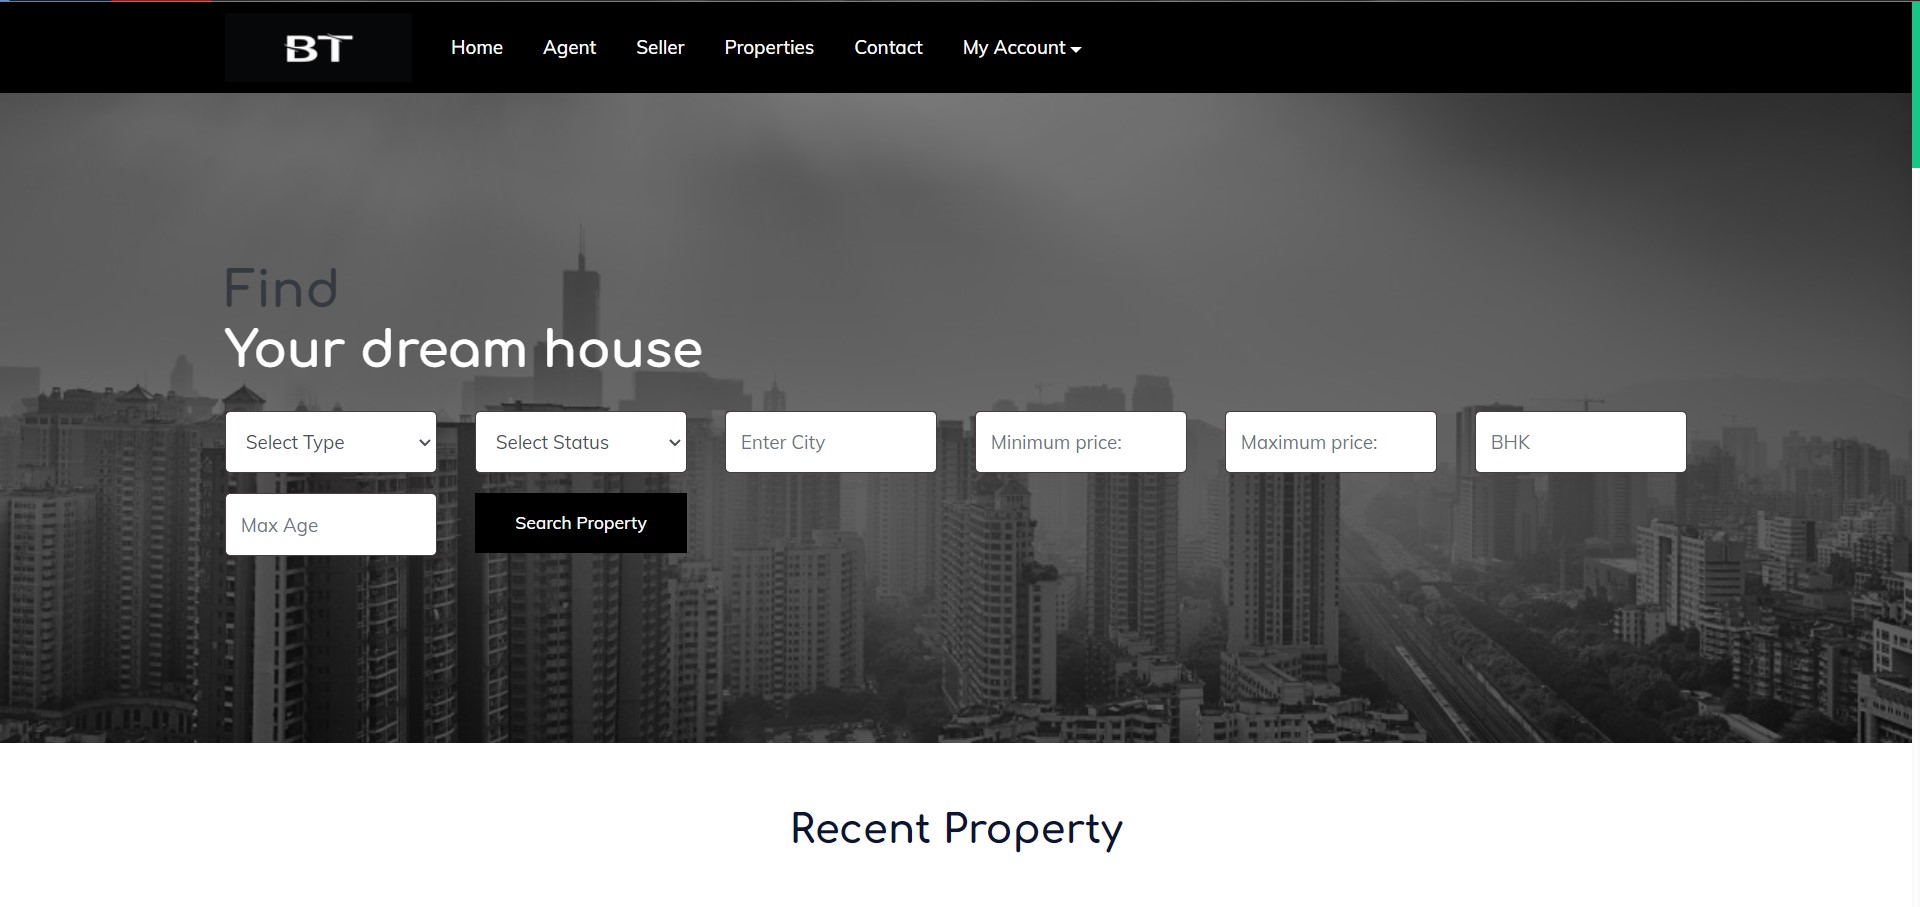 BT
Home Agent Seller Properties Contact My Account
Find
Your dream house
Select Type Select Status Enter City Minimum price: Maximum price: BHK
Max Age Search Property
Recent Property